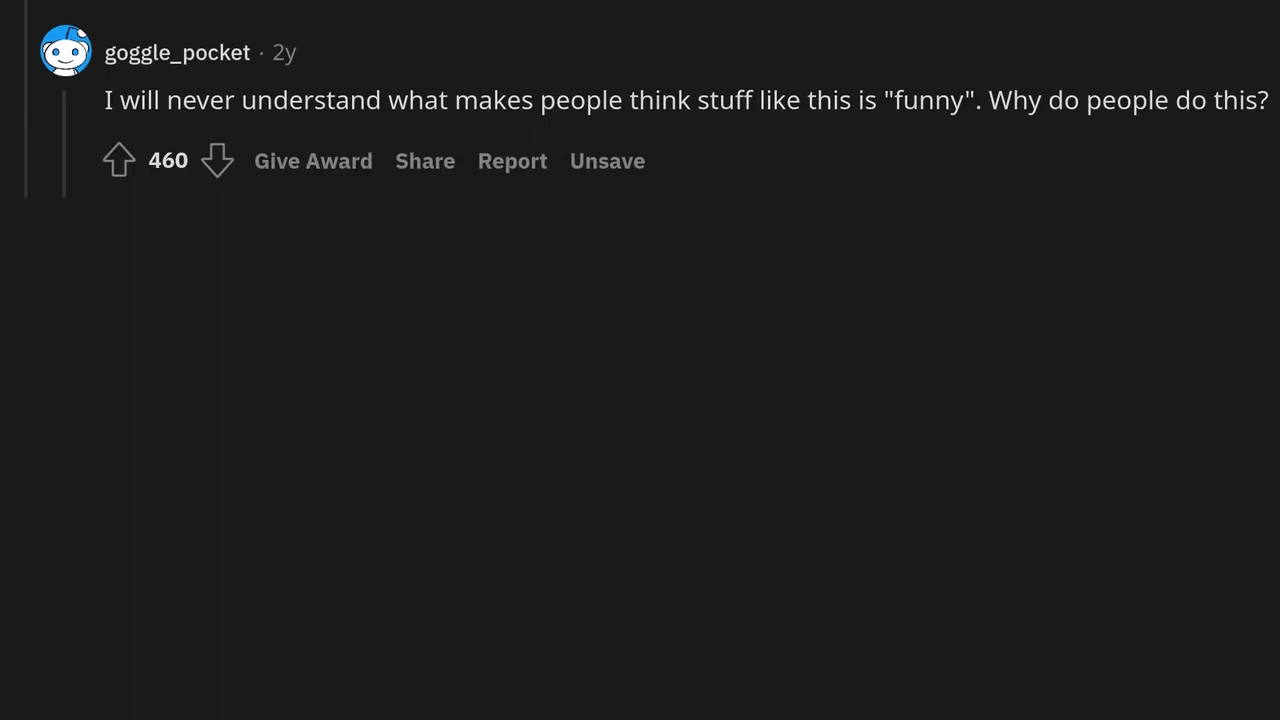 goggle_pocket · 2y
I will never understand what makes people think stuff like this is "funny". Why do people do this?
460 Give Award Share Report Unsave